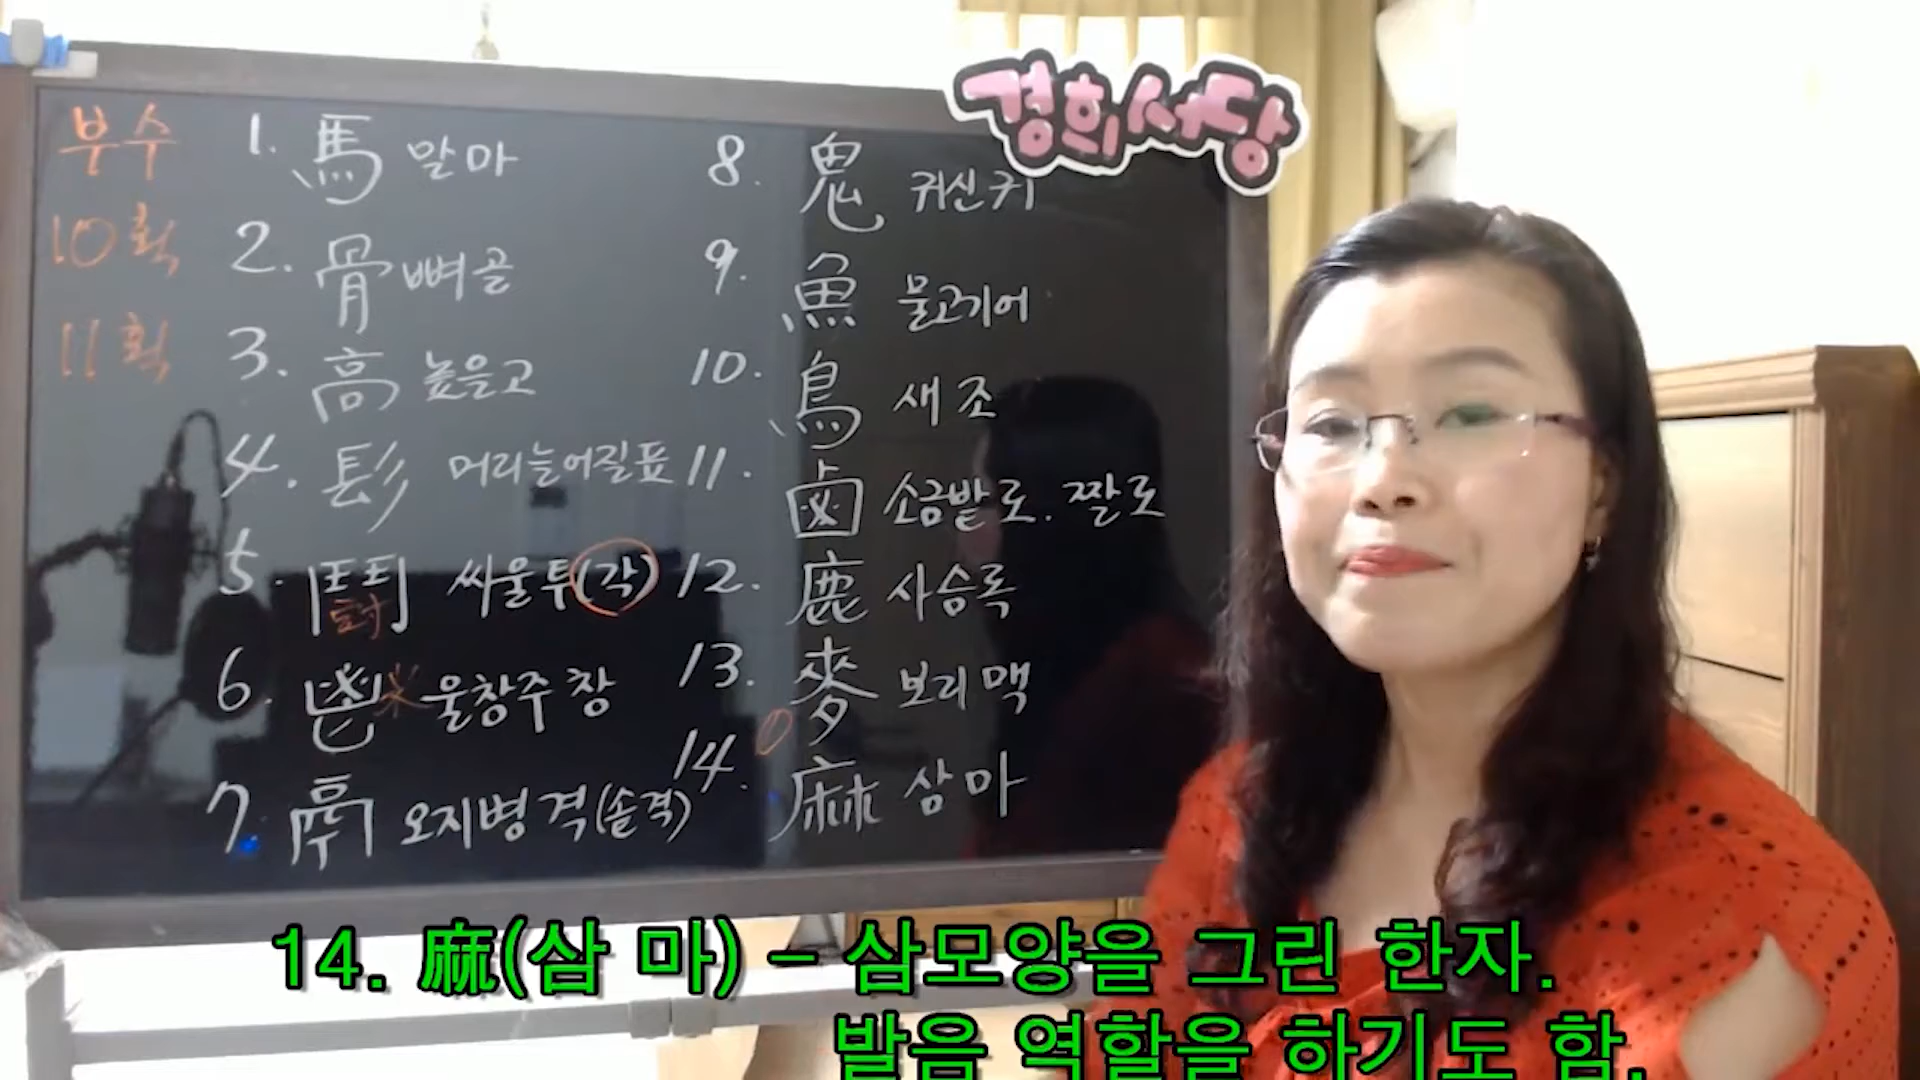 경희서당
부수
10획
11획
1. 馬 말마
2. 骨 뼈골
3. 高 높을고
4. 髟 머리늘어질표
5. 鬥 싸울투(각)
討
6. 鬯 米 울창주창
7. 鬲 오지병격(솥격)
8. 鬼 귀신귀
9. 魚 물고기어
10. 鳥 새조
11. 鹵 소금밭로. 짤로
12. 鹿 사슴록
13. 麥 보리맥
14. 麻 삼마
14. 麻(삼 마) – 삼모양을 그린 한자.
발음 역할을 하기도 함.